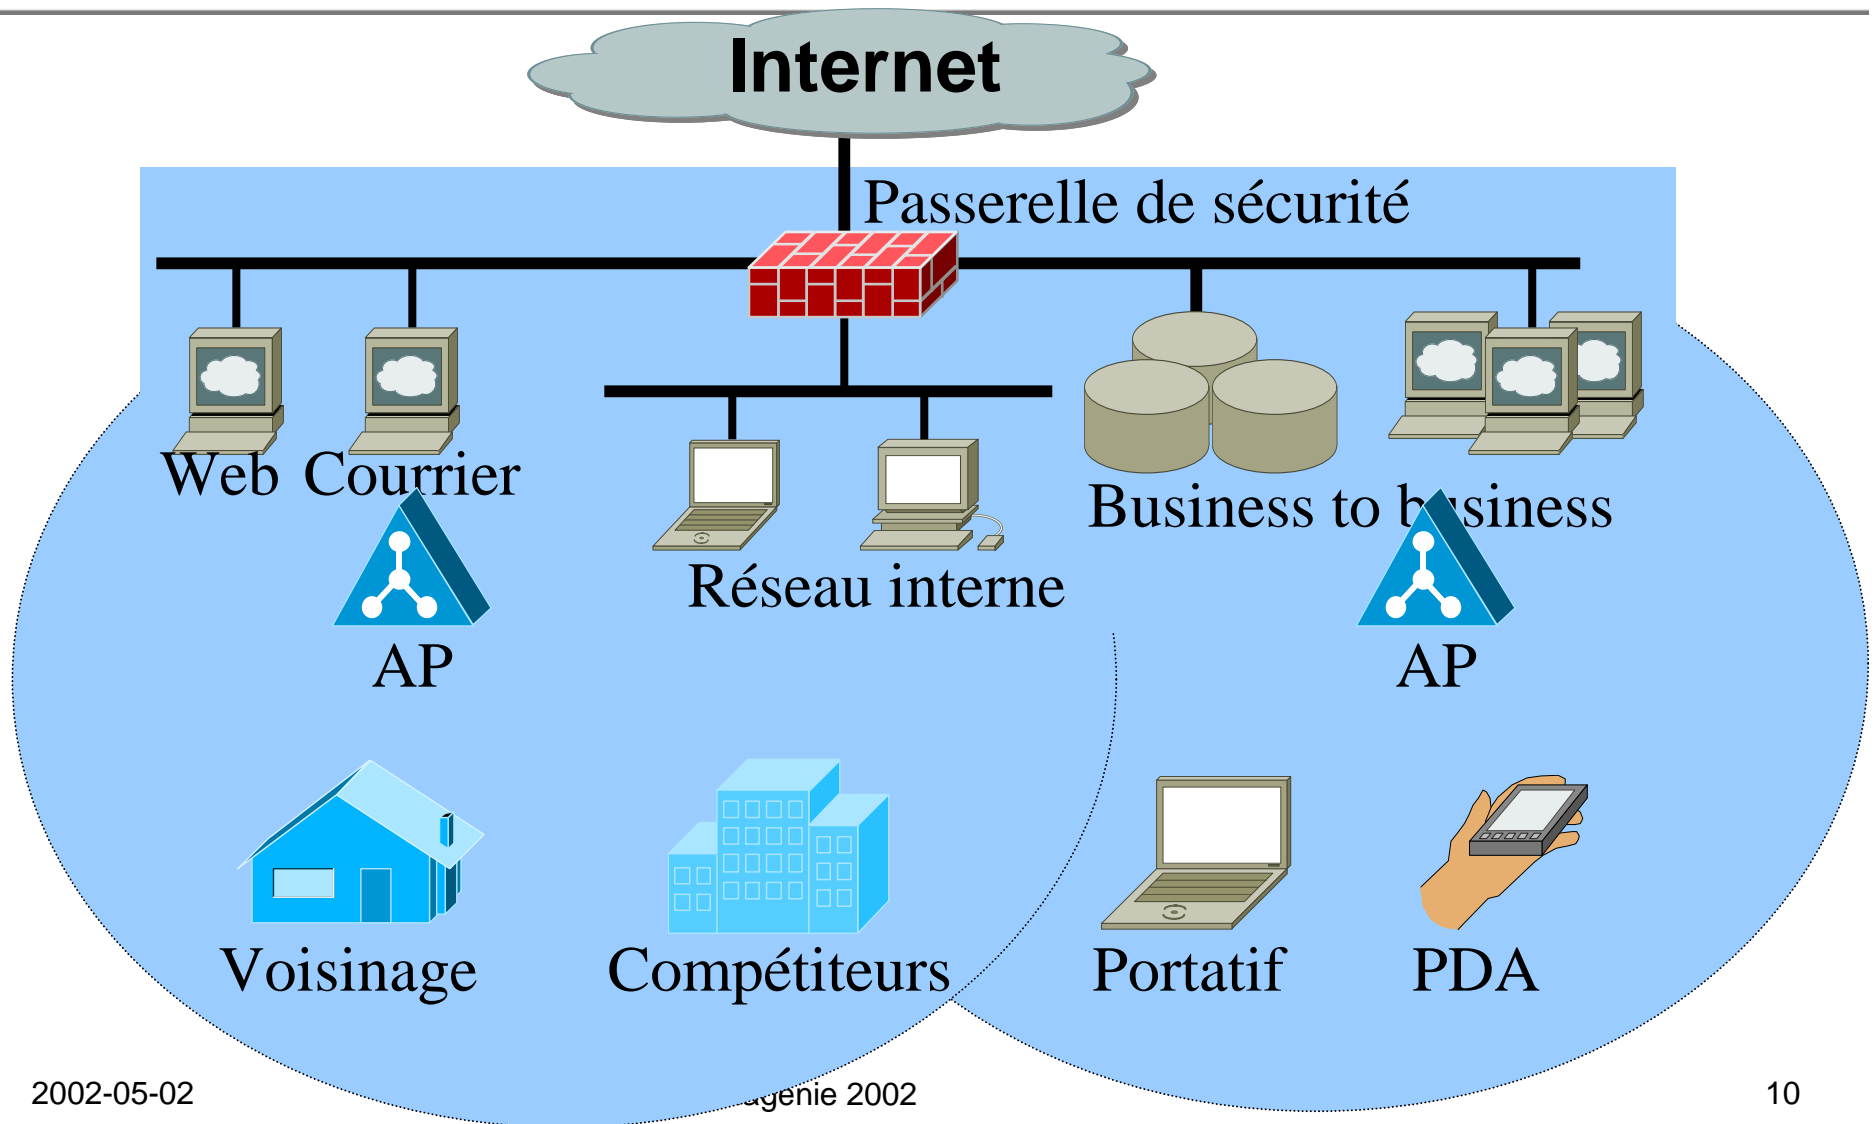 Internet
Passerelle de sécurité
Web Courrier
Business to business
Réseau interne
AP
AP
Voisinage
Compétiteurs
Portatif
PDA
2002-05-02
2002
10